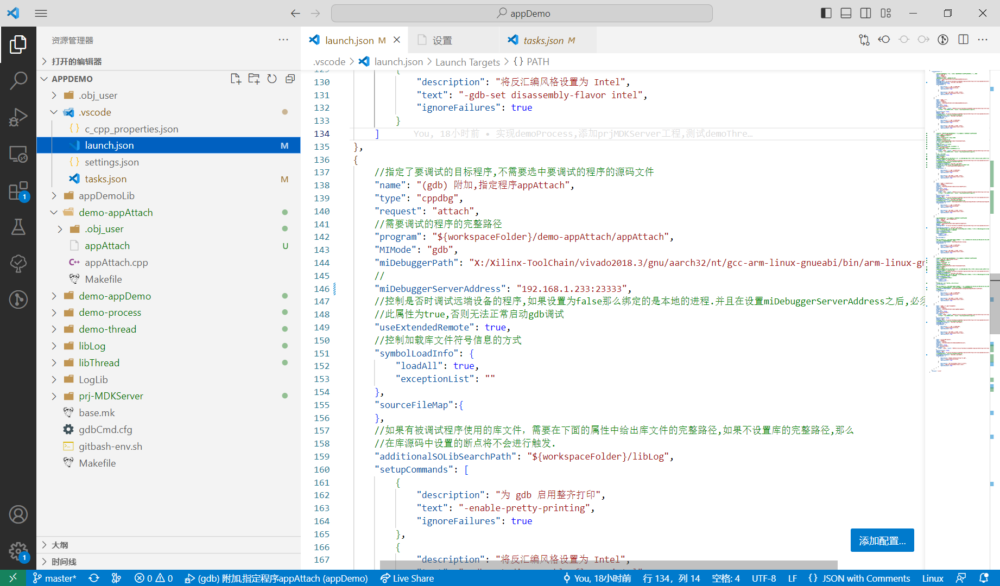 appDemo
资源管理器
打开的编辑器
APPDEMO
.obj_user
.vscode
{} c_cpp_properties.json
launch.json M
{} settings.json
tasks.json M
appDemoLib
demo-appAttach
.obj_user
appAttach U
C++ appAttach.cpp
Makefile
demo-appDemo
demo-process
demo-thread
libLog
libThread
LogLib
prj-MDKServer
base.mk
gdbCmd.cfg
gitbash-env.sh
Makefile
大纲
时间线
1
1
launch.json M
设置
tasks.json M
.vscode > launch.json > Launch Targets > {} PATH
129 {
130 "description": "将反汇编风格设置为 Intel",
131 "text": "-gdb-set disassembly-flavor intel",
132 "ignoreFailures": true
133 }
134 ] You, 18小时前 • 实现demoProcess,添加prjMDKServer工程,测试demoThre…
135 },
136 {
137 //指定了要调试的目标程序,不需要选中要调试的程序的源码文件
138 "name": "(gdb) 附加,指定程序appAttach",
139 "type": "cppdbg",
140 "request": "attach",
141 //需要调试的程序的完整路径
142 "program": "${workspaceFolder}/demo-appAttach/appAttach",
143 "MIMode": "gdb",
144 "miDebuggerPath": "X:/Xilinx-ToolChain/vivado2018.3/gnu/aarch32/nt/gcc-arm-linux-gnueabi/bin/arm-linux-gn
145 //
146 "miDebuggerServerAddress": "192.168.1.233:23333",
147 //控制是否时调试远端设备的程序,如果设置为false那么绑定的是本地的进程.并且在设置miDebuggerServerAddress之后,必须
148 //此属性为true,否则无法正常启动gdb调试
149 "useExtendedRemote": true,
150 //控制加载库文件符号信息的方式
151 "symbolLoadInfo": {
152 "loadAll": true,
153 "exceptionList": ""
154 },
155 "sourceFileMap":{
156 },
157 //如果有被调试程序使用的库文件, 需要在下面的属性中给出库文件的完整路径,如果不设置库的完整路径,那么
158 //在库源码中设置的断点将不会进行触发.
159 "additionalSOLibSearchPath": "${workspaceFolder}/libLog",
160 "setupCommands": [
161 {
162 "description": "为 gdb 启用整齐打印",
163 "text": "-enable-pretty-printing",
164 "ignoreFailures": true
165 },
166 {
167 "description": "将反汇编风格设置为 Intel",
添加配置...
master* 0 0 (gdb) 附加,指定程序appAttach (appDemo) Live Share You, 18小时前 行 134，列 14 空格: 4 UTF-8 LF {} JSON with Comments Linux